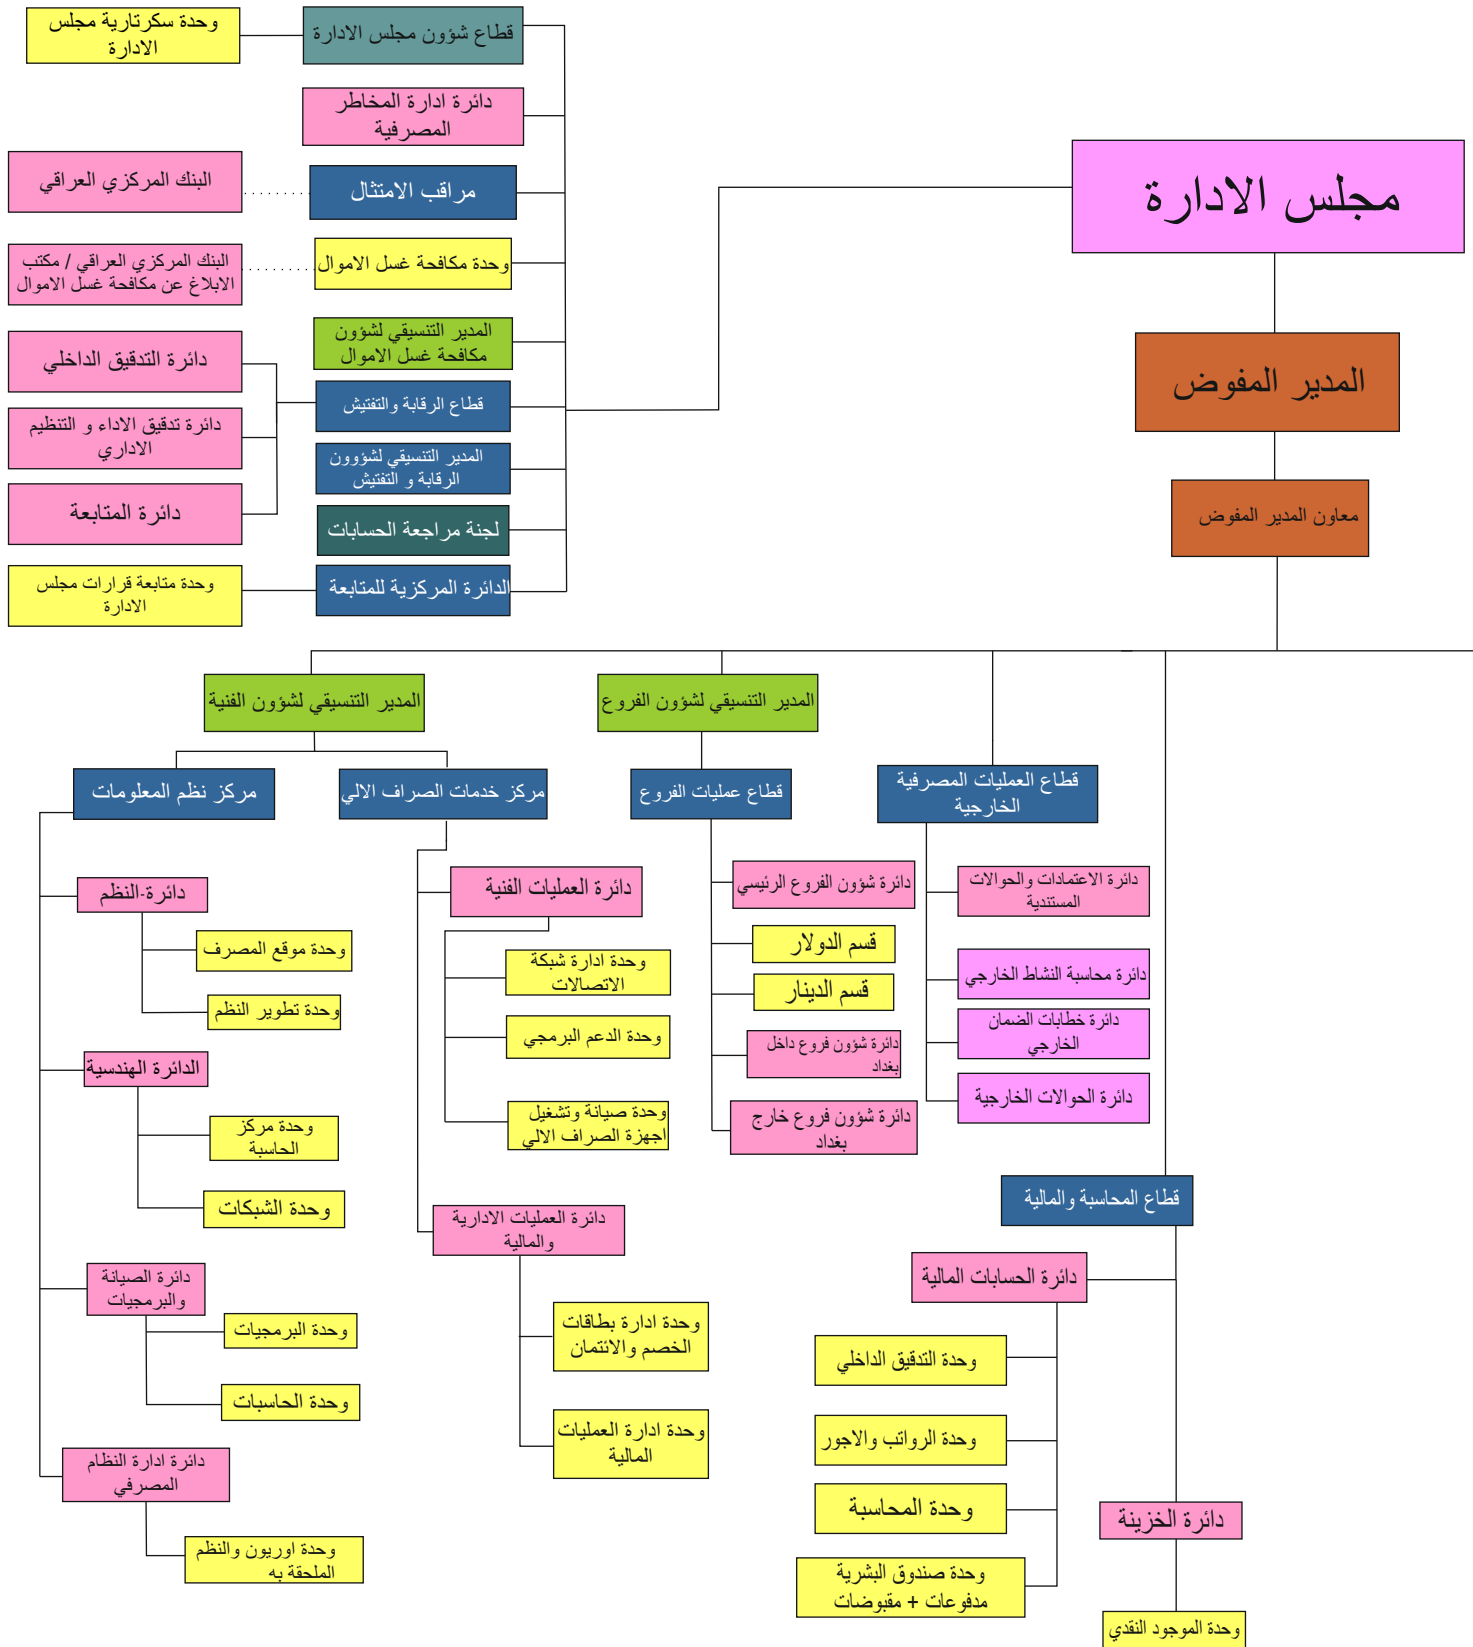 مجلس الادارة
المدير المفوض
معاون المدير المفوض
قطاع شؤون مجلس الادارة
وحدة سكرتارية مجلس
الادارة
دائرة ادارة المخاطر
المصرفية
مراقب الامتثال
البنك المركزي العراقي
وحدة مكافحة غسل الاموال
البنك المركزي العراقي / مكتب
الابلاغ عن مكافحة غسل الاموال
المدير التنسيقي لشؤون
مكافحة غسل الاموال
قطاع الرقابة والتفتيش
دائرة التدقيق الداخلي
دائرة تدقيق الاداء و التنظيم
الاداري
دائرة المتابعة
المدير التنسيقي لشؤوون
الرقابة و التفتيش
لجنة مراجعة الحسابات
الدائرة المركزية للمتابعة
وحدة متابعة قرارات مجلس
الادارة
قطاع المحاسبة والمالية
دائرة الحسابات المالية
وحدة التدقيق الداخلي
وحدة الرواتب والاجور
وحدة المحاسبة
وحدة صندوق البشرية
مدفوعات + مقبوضات
دائرة الخزينة
وحدة الموجود النقدي
قطاع العمليات المصرفية
الخارجية
دائرة الاعتمادات والحوالات
المستندية
دائرة محاسبة النشاط الخارجي
دائرة خطابات الضمان
الخارجي
دائرة الحوالات الخارجية
المدير التنسيقي لشؤون الفروع
قطاع عمليات الفروع
دائرة شؤون الفروع الرئيسي
قسم الدولار
قسم الدينار
دائرة شؤون فروع داخل
بغداد
دائرة شؤون فروع خارج
بغداد
المدير التنسيقي لشؤون الفنية
مركز خدمات الصراف الالي
دائرة العمليات الفنية
وحدة ادارة شبكة
الاتصالات
وحدة الدعم البرمجي
وحدة صيانة وتشغيل
اجهزة الصراف الالي
دائرة العمليات الادارية
والمالية
وحدة ادارة بطاقات
الخصم والائتمان
وحدة ادارة العمليات
المالية
مركز نظم المعلومات
دائرة-النظم
وحدة موقع المصرف
وحدة تطوير النظم
الدائرة الهندسية
وحدة مركز
الحاسبة
وحدة الشبكات
دائرة الصيانة
والبرمجيات
وحدة البرمجيات
وحدة الحاسبات
دائرة ادارة النظام
المصرفي
وحدة اوريون والنظم
الملحقة به